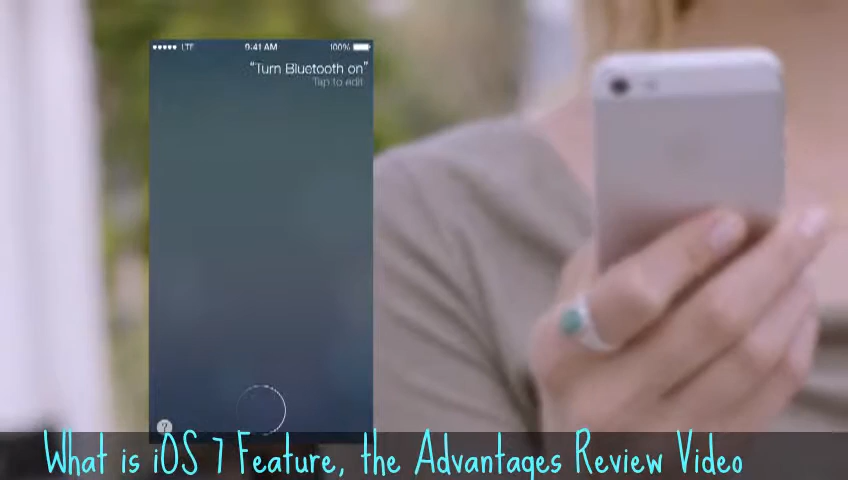 LTE 9:41 AM 100%
“Turn Bluetooth on”
Tap to edit
?
What is iOS 7 Feature, the Advantages Review Video